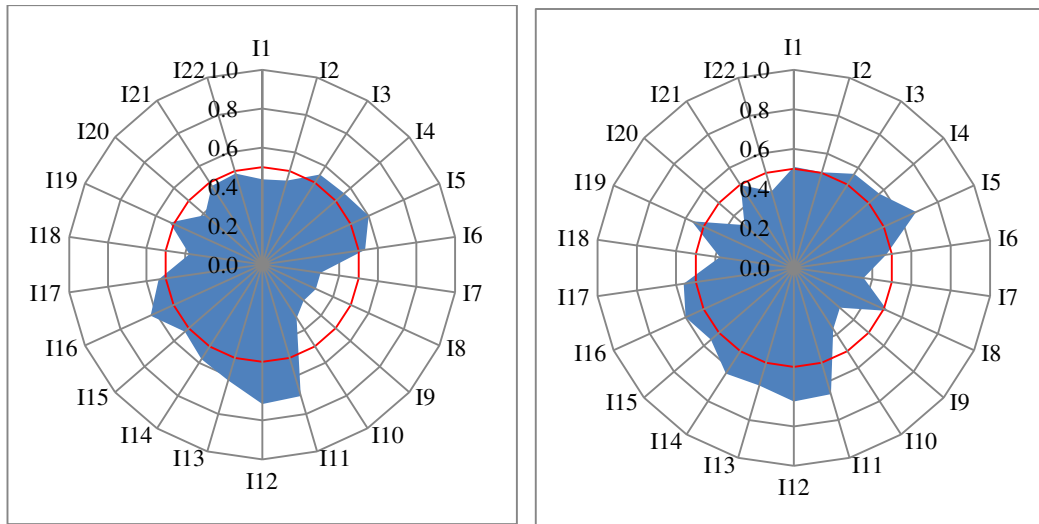 I1
I22 1.0 I2
I21 I3
0.8
I20 I4
0.6
I19 I5
0.4
0.2
I18 I6
0.0
I17 I7
I16 I8
I15 I9
I14 I10
I13 I11
I12
I1
I22 1.0 I2
I21 I3
0.8
I20 I4
0.6
I19 I5
0.4
0.2
I18 I6
0.0
I17 I7
I16 I8
I15 I9
I14 I10
I13 I11
I12